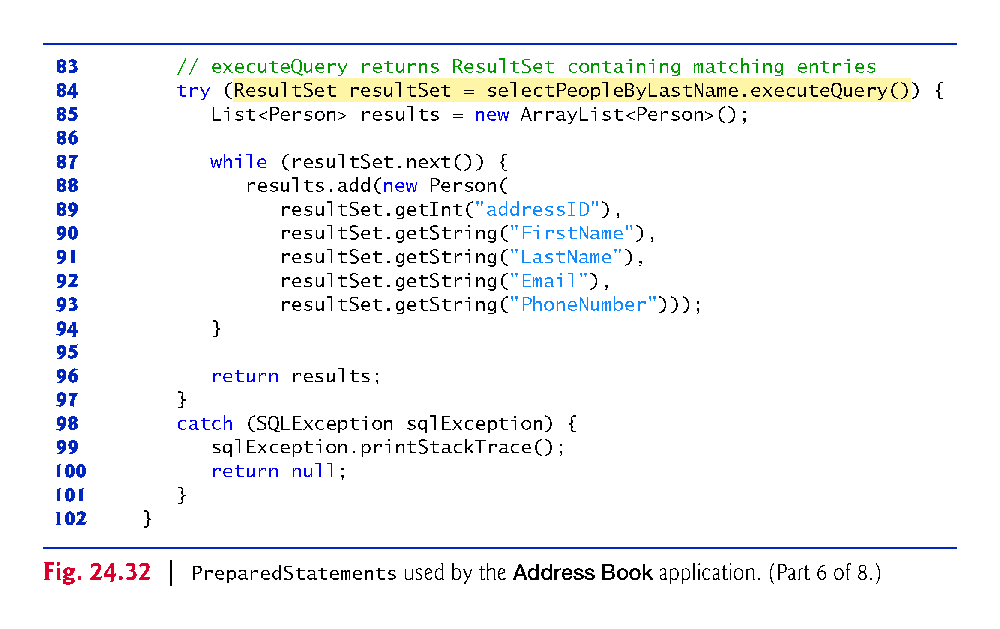 83 // executeQuery returns ResultSet containing matching entries
84 try (ResultSet resultSet = selectPeopleByLastName.executeQuery()) {
85 List<Person> results = new ArrayList<Person>();
86
87 while (resultSet.next()) {
88 results.add(new Person(
89 resultSet.getInt("addressID"),
90 resultSet.getString("FirstName"),
91 resultSet.getString("LastName"),
92 resultSet.getString("Email"),
93 resultSet.getString("PhoneNumber")));
94 }
95
96 return results;
97 }
98 catch (SQLException sqlException) {
99 sqlException.printStackTrace();
100 return null;
101 }
102 }
Fig. 24.32 | PreparedStatements used by the Address Book application. (Part 6 of 8.)